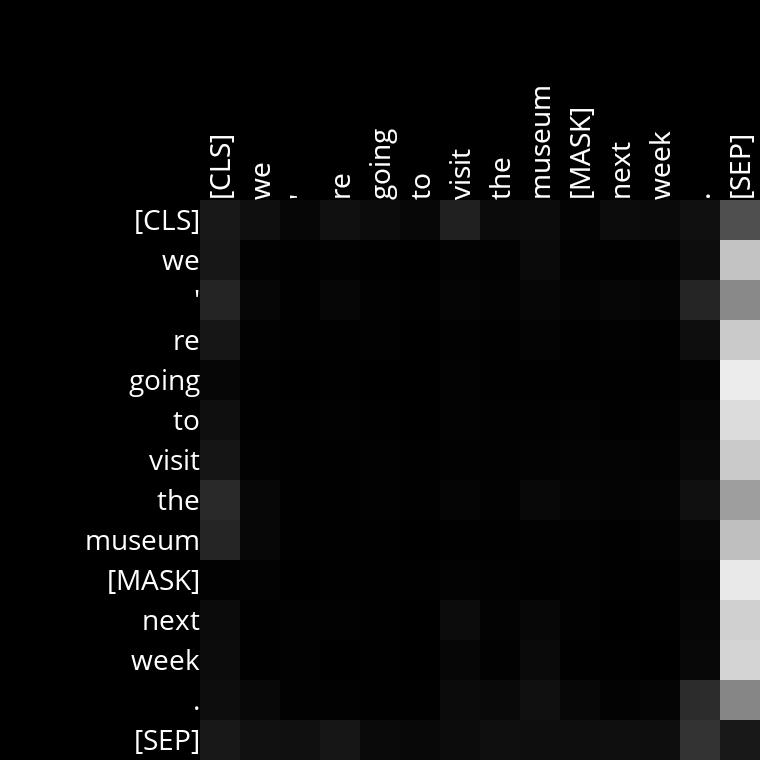 [CLS] we ' re going to visit the museum [MASK] next week . [SEP]
[CLS]
we
'
re
going
to
visit
the
museum
[MASK]
next
week
.
[SEP]